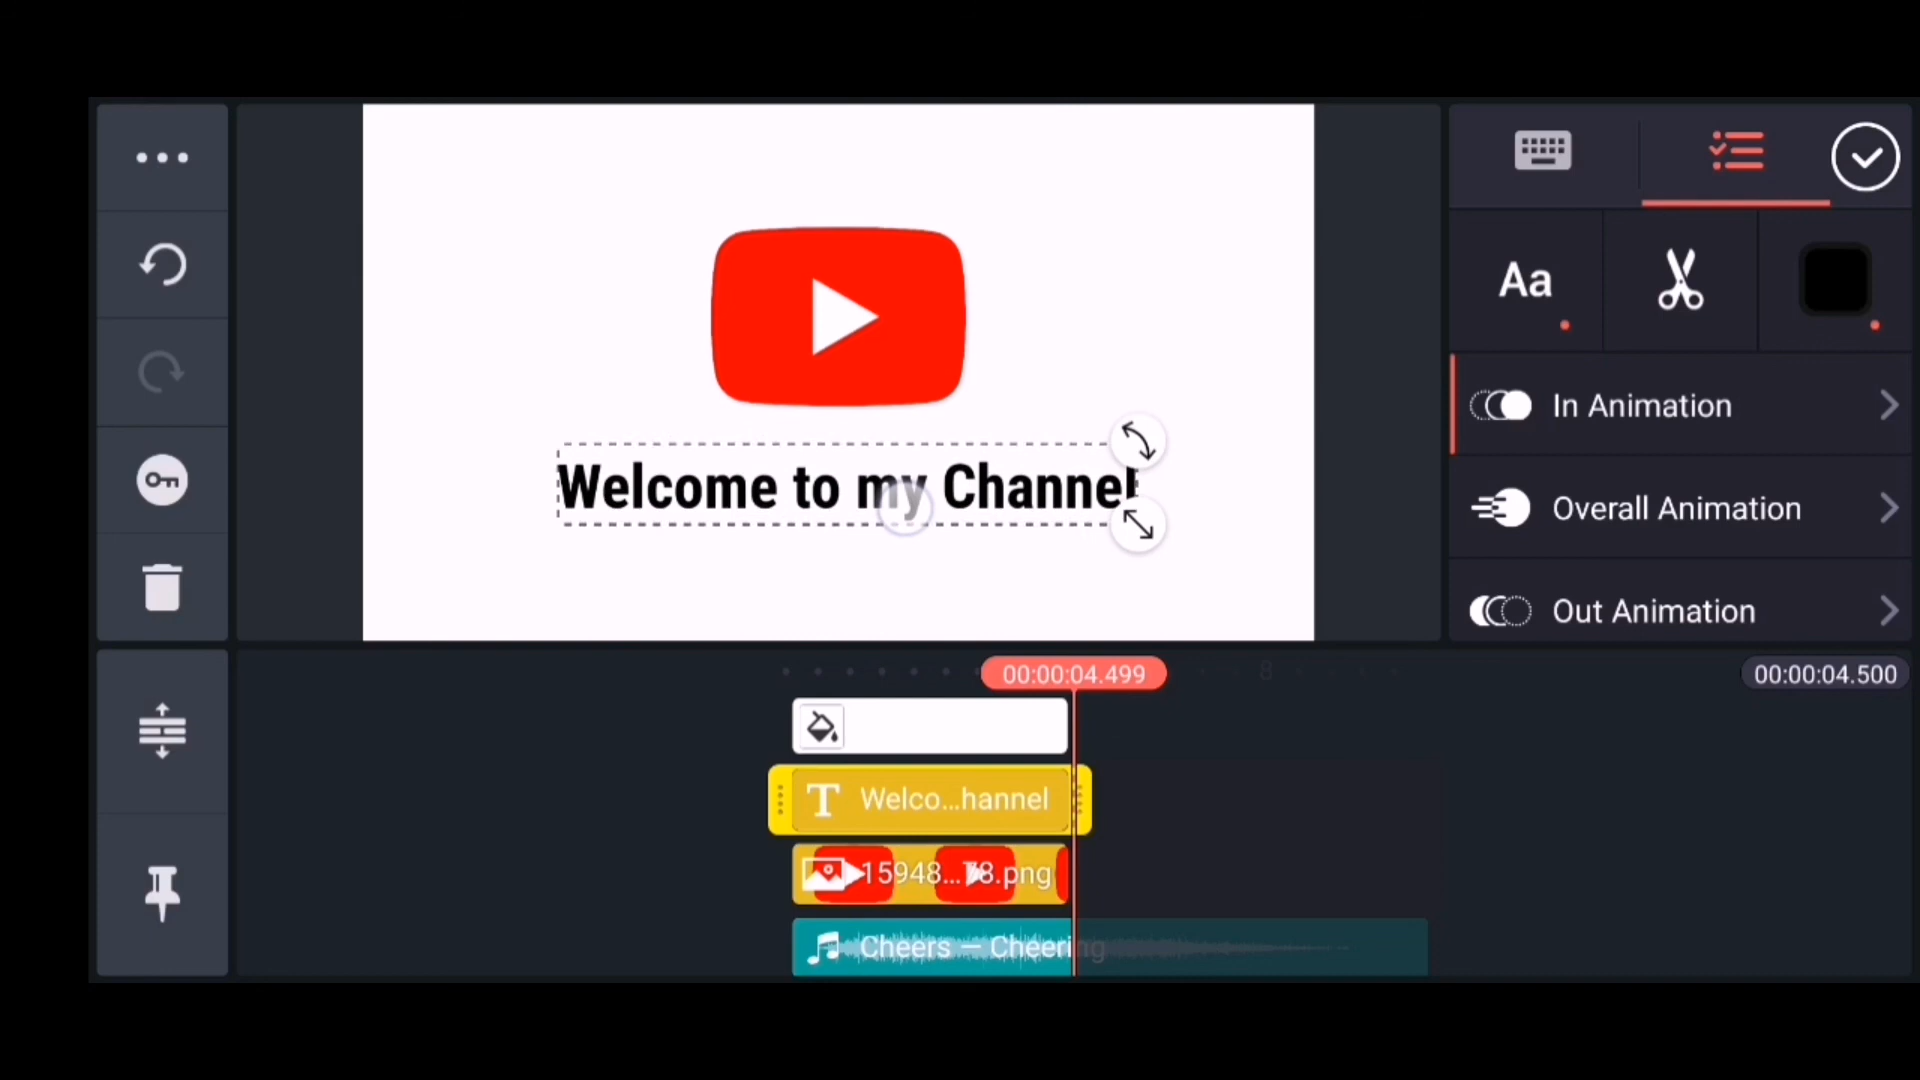 Aa
In Animation
Welcome to my Channel
Overall Animation
Out Animation
00:00:04.499
8
00:00:04.500
T Welco...hannel
15948...78.png
Cheers — Cheering